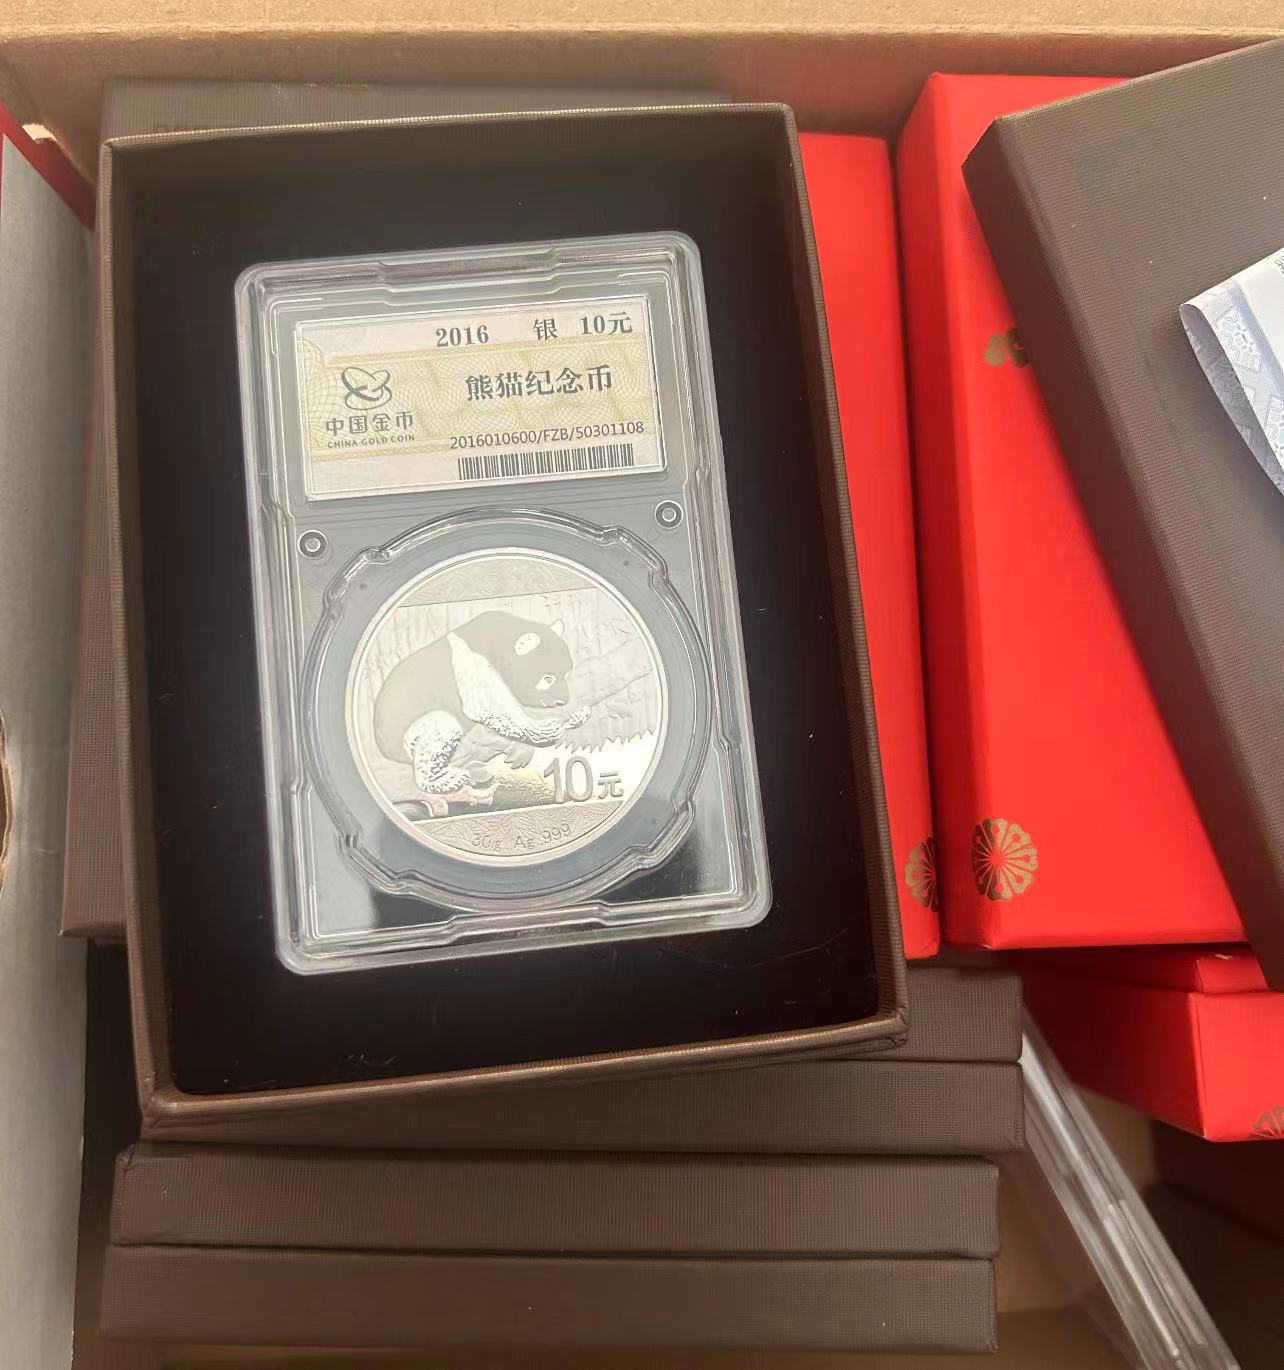 2016 银 10元
熊猫纪念币
中国金币
CHINA GOLD COIN
2016010600/FZB/50301108
10元
30g Ag.999